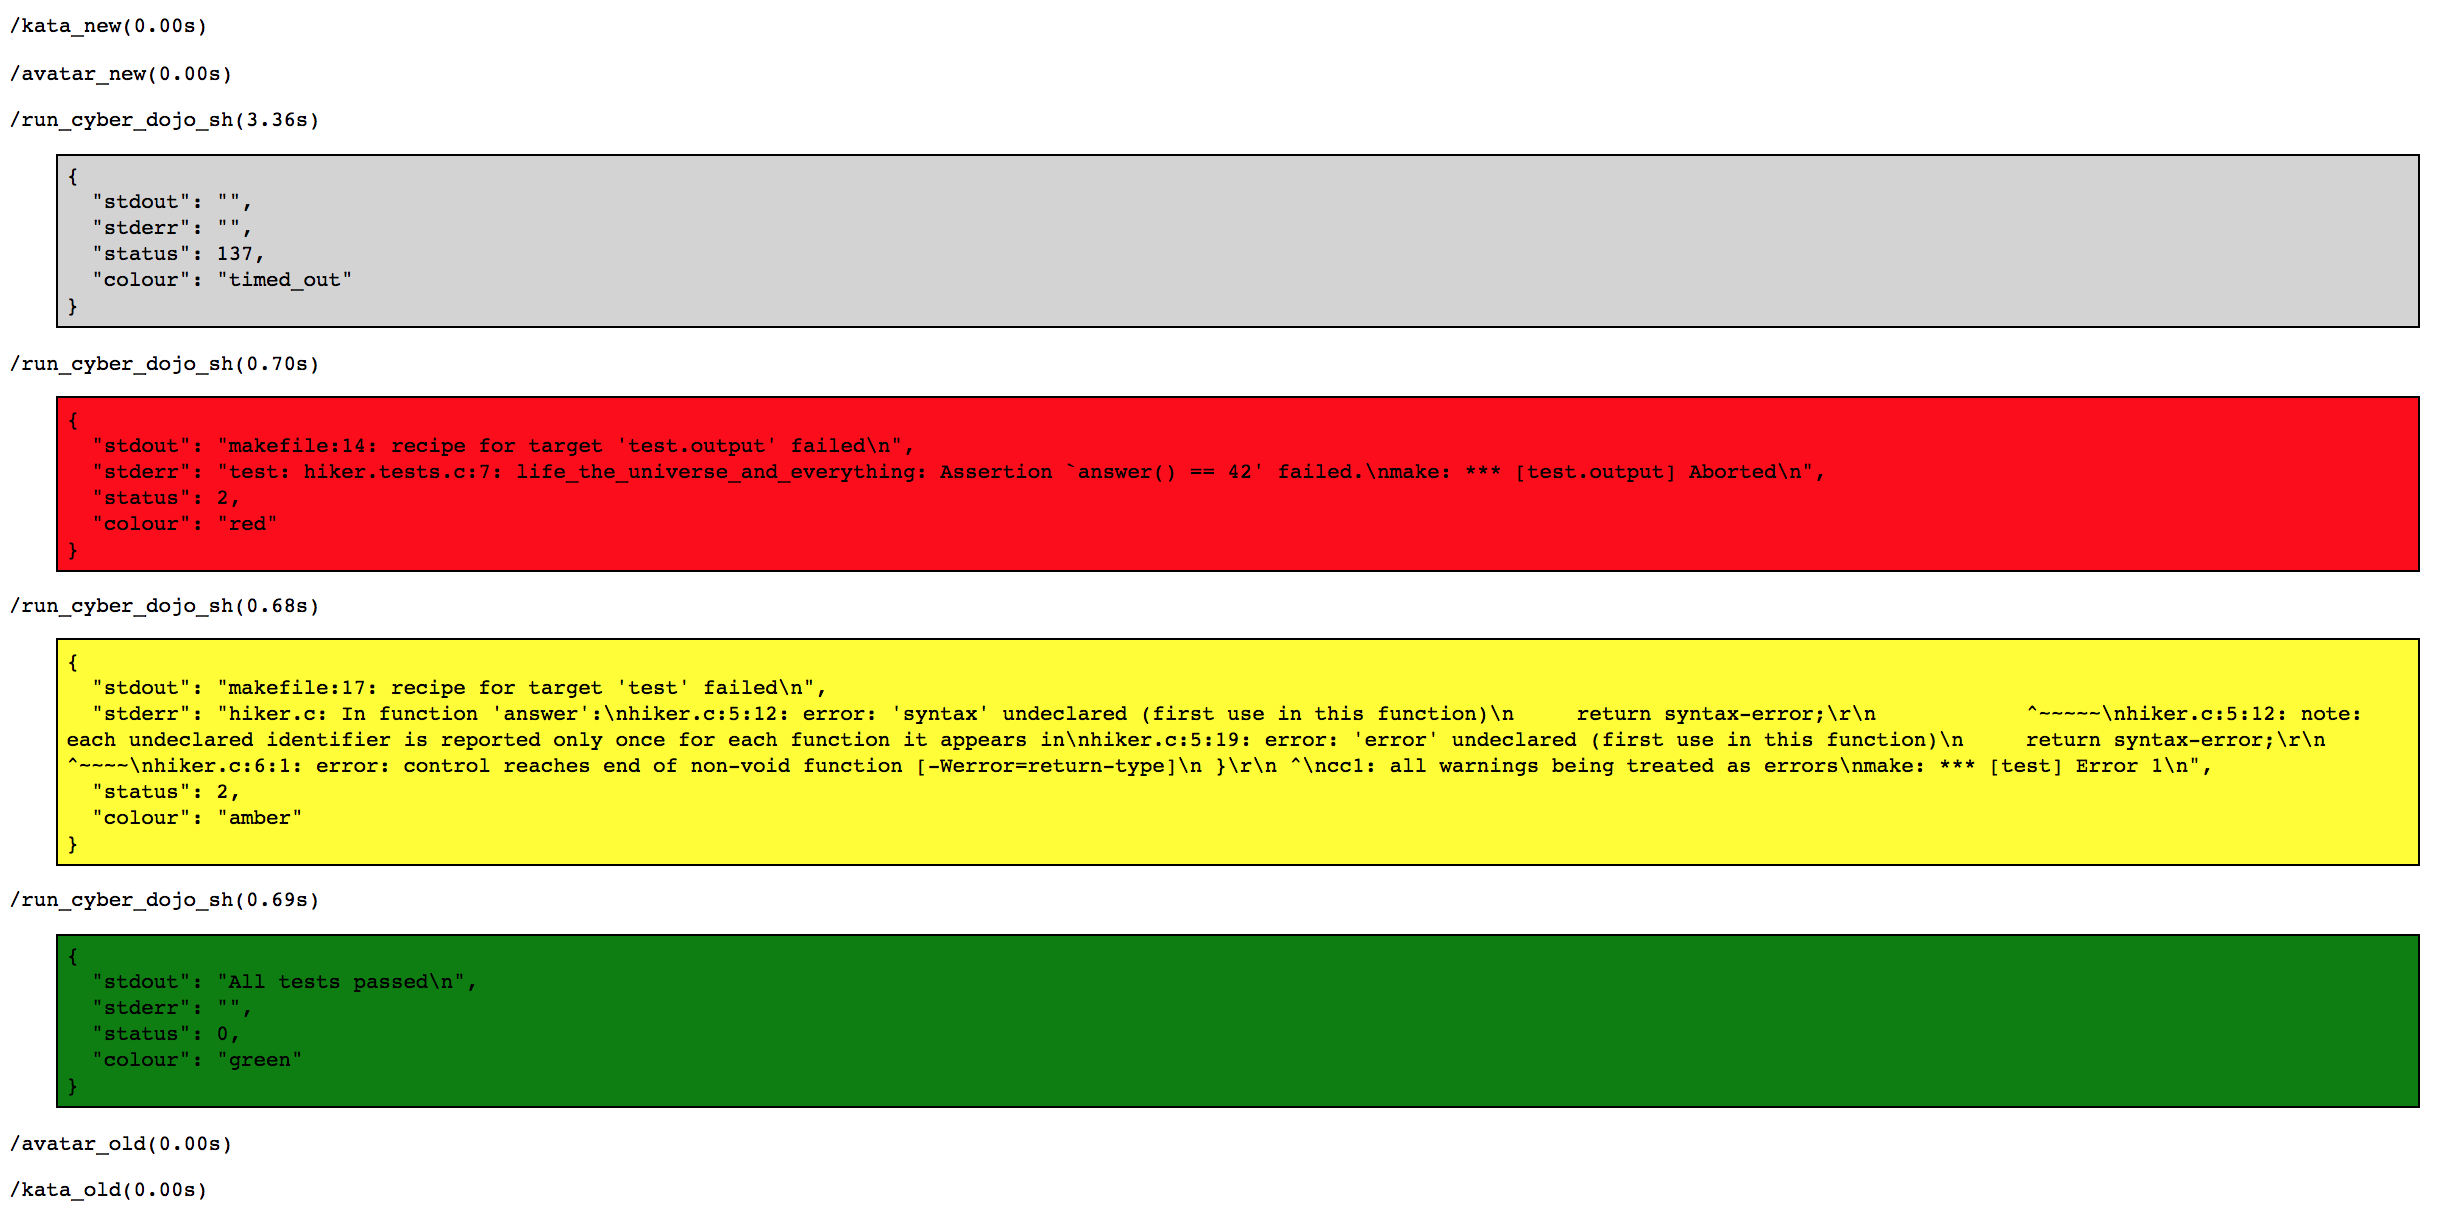 /kata_new(0.00s)
/avatar_new(0.00s)
/run_cyber_dojo_sh(3.36s)
{
  "stdout": "",
  "stderr": "",
  "status": 137,
  "colour": "timed_out"
}
/run_cyber_dojo_sh(0.70s)
{
  "stdout": "makefile:14: recipe for target 'test.output' failed\n",
  "stderr": "test: hiker.tests.c:7: life_the_universe_and_everything: Assertion `answer() == 42' failed.\nmake: *** [test.output] Aborted\n",
  "status": 2,
  "colour": "red"
}
/run_cyber_dojo_sh(0.68s)
{
  "stdout": "makefile:17: recipe for target 'test' failed\n",
  "stderr": "hiker.c: In function 'answer':\nhiker.c:5:12: error: 'syntax' undeclared (first use in this function)\n     return syntax-error;\r\n            ^~~~~~\nhiker.c:5:12: note:
each undeclared identifier is reported only once for each function it appears in\nhiker.c:5:19: error: 'error' undeclared (first use in this function)\n     return syntax-error;\r\n
^~~~~\nhiker.c:6:1: error: control reaches end of non-void function [-Werror=return-type]\n }\r\n ^\ncc1: all warnings being treated as errors\nmake: *** [test] Error 1\n",
  "status": 2,
  "colour": "amber"
}
/run_cyber_dojo_sh(0.69s)
{
  "stdout": "All tests passed\n",
  "stderr": "",
  "status": 0,
  "colour": "green"
}
/avatar_old(0.00s)
/kata_old(0.00s)